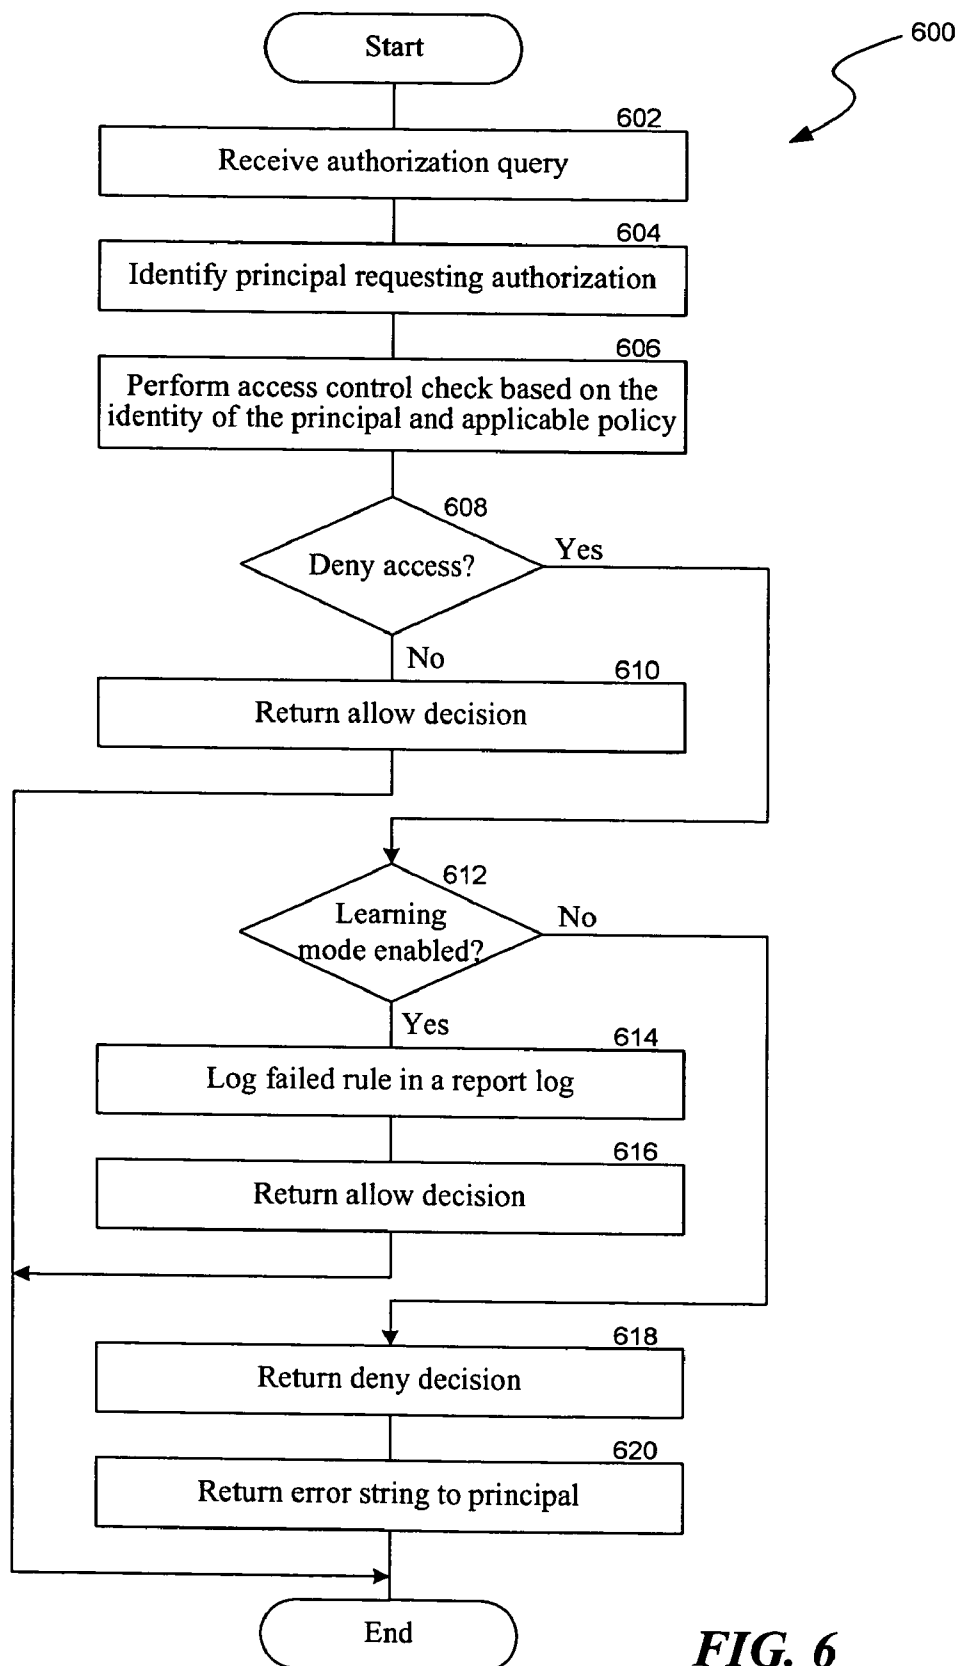 Start
600
602
Receive authorization query
604
Identify principal requesting authorization
606
Perform access control check based on the
identity of the principal and applicable policy
608
Deny access?
Yes
No
610
Return allow decision
612
Learning
mode enabled?
No
Yes
614
Log failed rule in a report log
616
Return allow decision
618
Return deny decision
620
Return error string to principal
End
FIG. 6